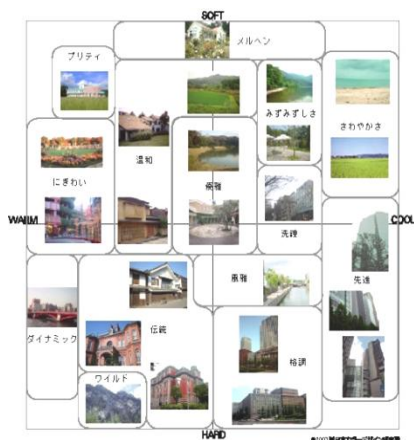 SOFT
メルヘン
プリティ
みずみずしさ
さわやかさ
温和
にぎわい
優雅
洗練
WARM
COOL
風雅
先進
伝統
ダイナミック
格調
ワイルド
HARD